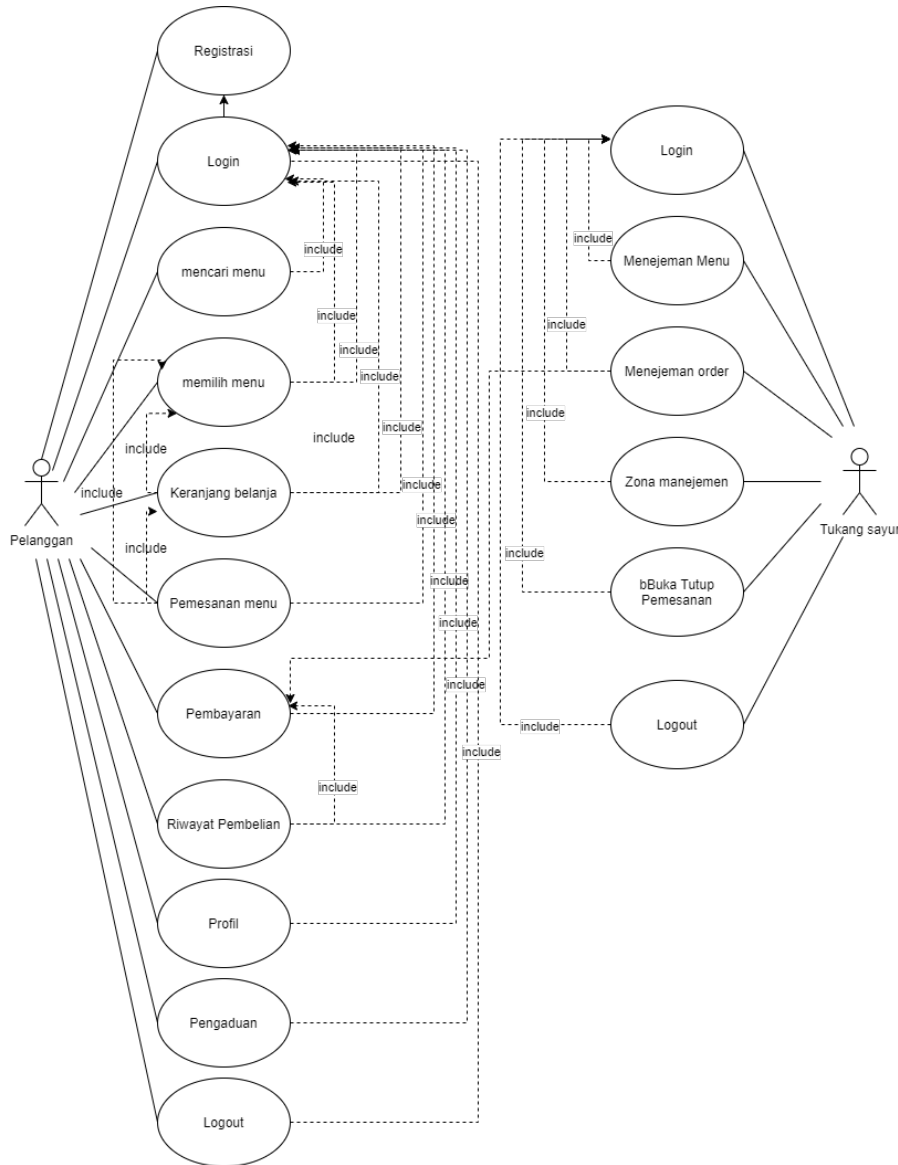 Registrasi
Login
Login
include
include
mencari menu
Menejeman Menu
include
include
include
include
memilih menu
include
Menejeman order
include
include
include
Keranjang belanja
include
include
Zona manejemen
Pelanggan
Tukang sayur
include
include
include
Pemesanan menu
include
bBuka Tutup
Pemesanan
include
include
Pembayaran
include
include
Logout
include
Riwayat Pembelian
Profil
Pengaduan
Logout